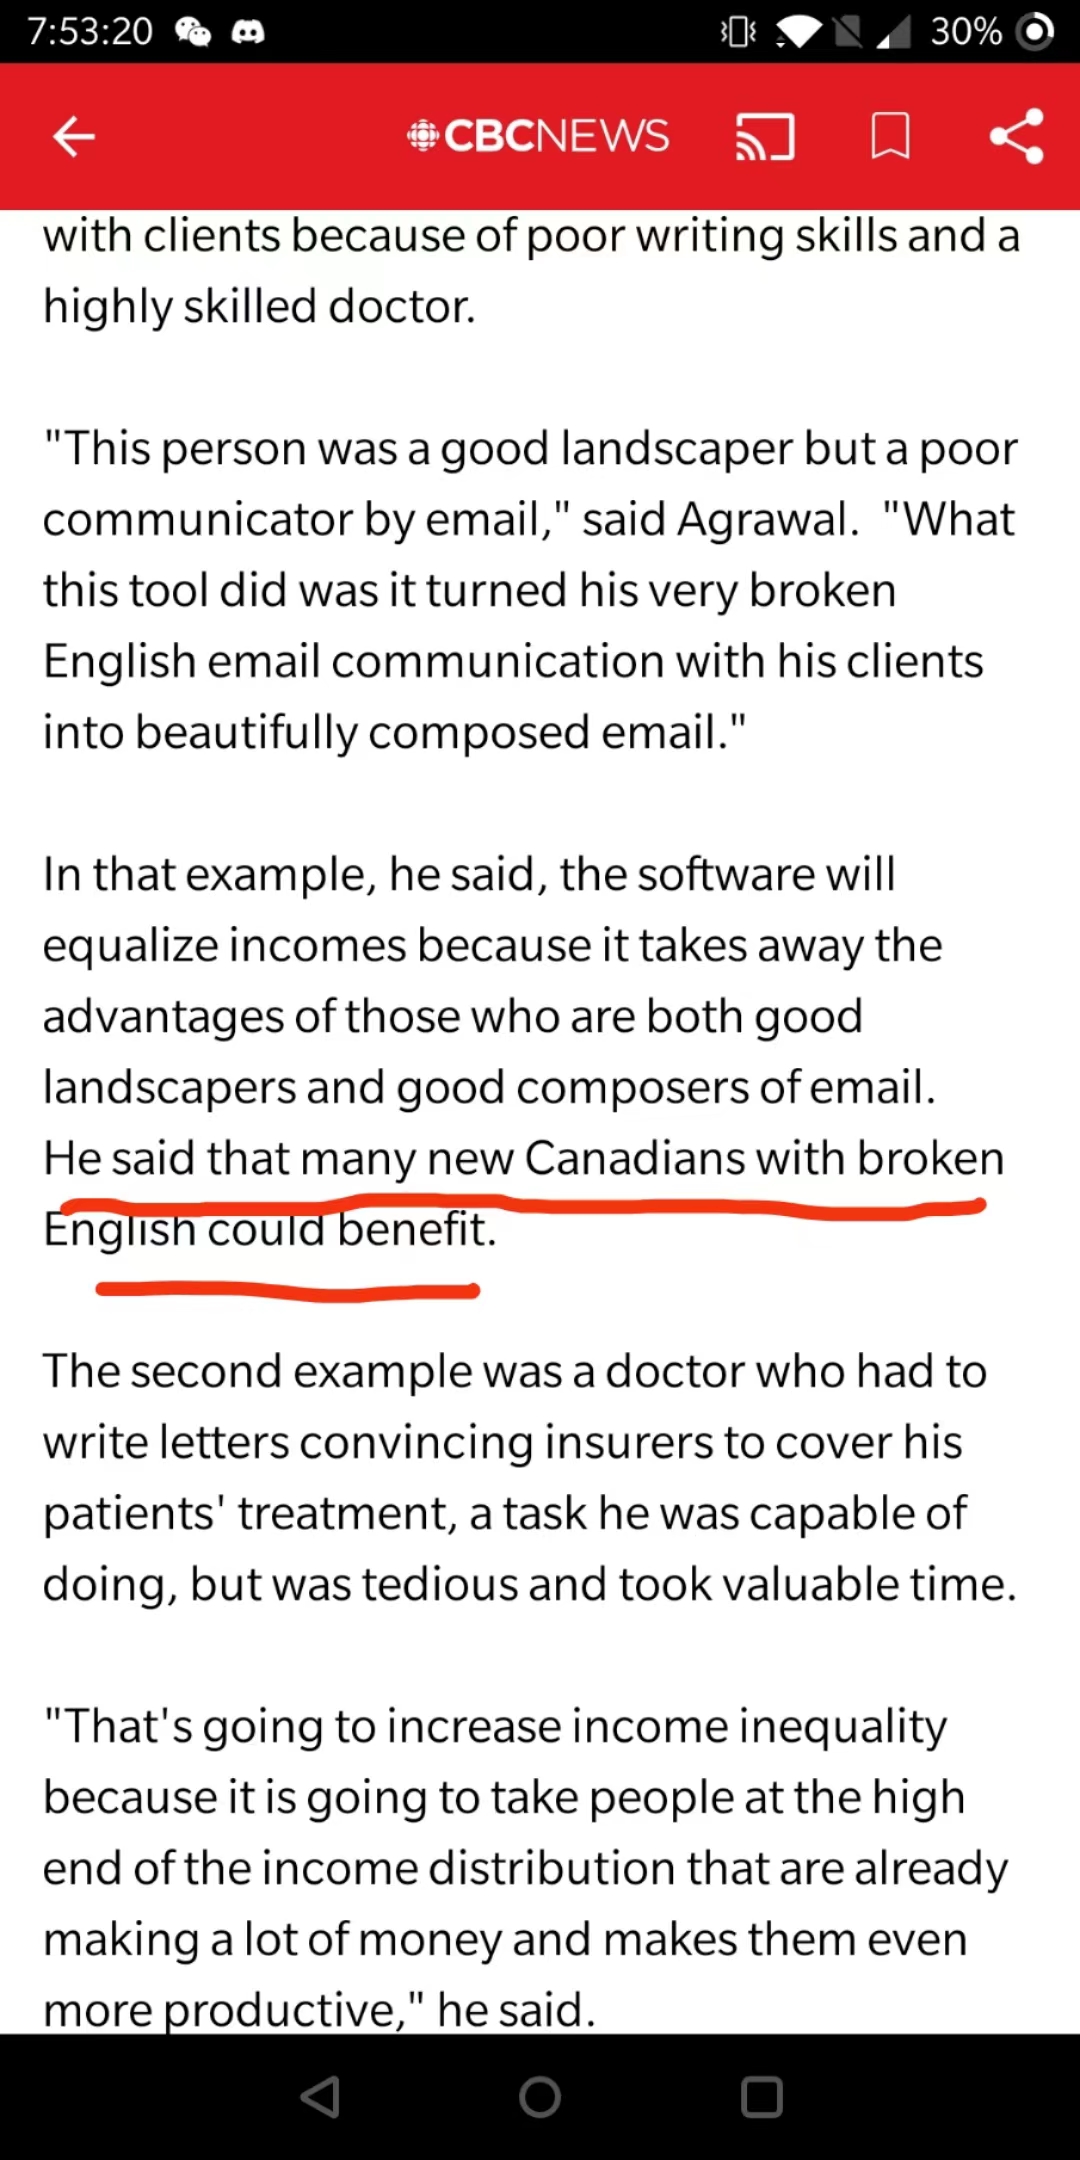 7:53:20
30%
CBCNEWS
with clients because of poor writing skills and a
highly skilled doctor.
"This person was a good landscaper but a poor
communicator by email," said Agrawal.  "What
this tool did was it turned his very broken
English email communication with his clients
into beautifully composed email."
In that example, he said, the software will
equalize incomes because it takes away the
advantages of those who are both good
landscapers and good composers of email.
He said that many new Canadians with broken
English could benefit.
The second example was a doctor who had to
write letters convincing insurers to cover his
patients' treatment, a task he was capable of
doing, but was tedious and took valuable time.
"That's going to increase income inequality
because it is going to take people at the high
end of the income distribution that are already
making a lot of money and makes them even
more productive," he said.